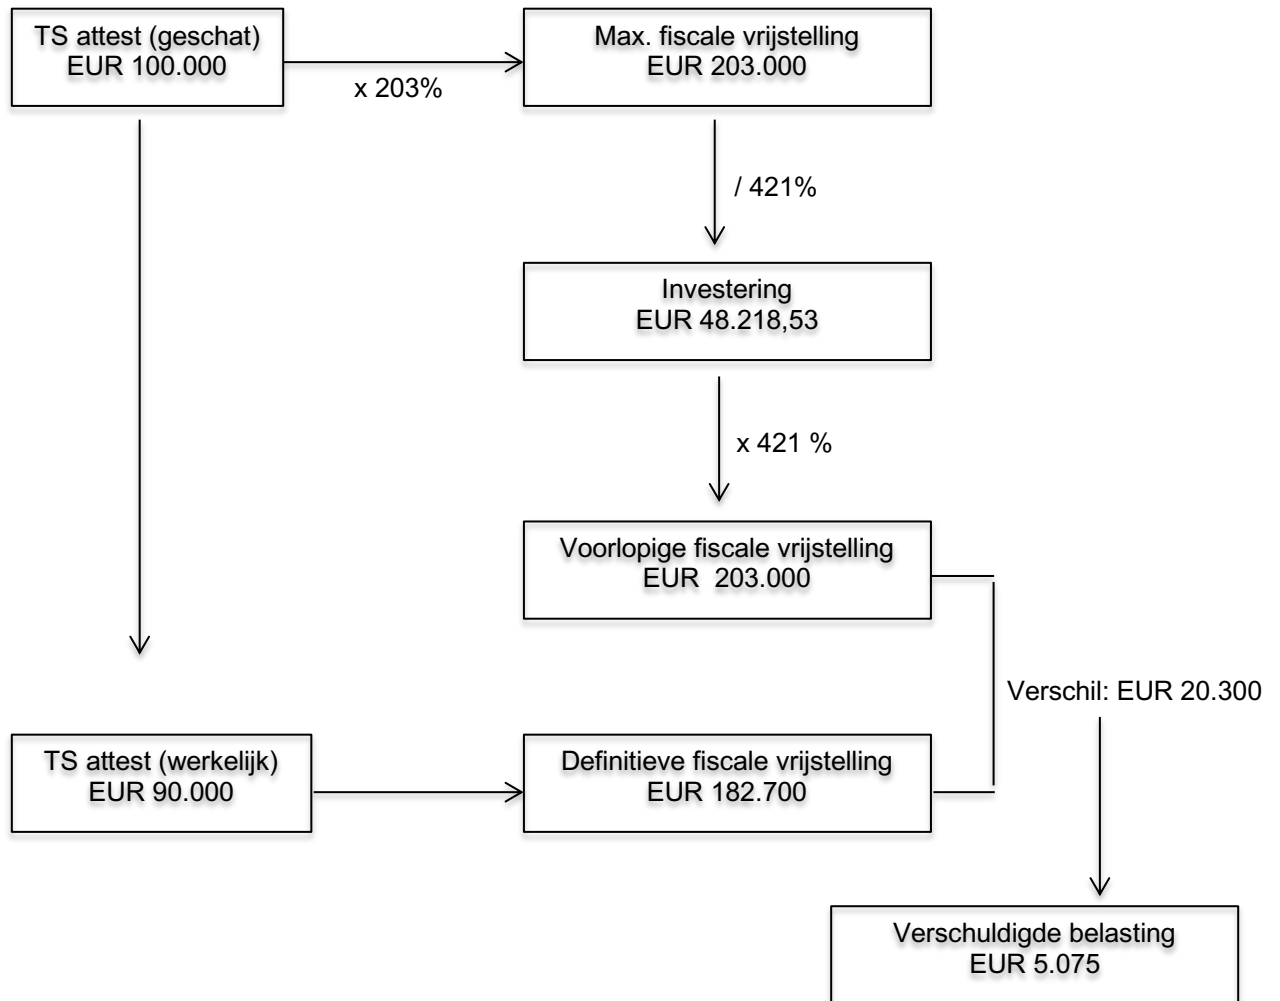 TS attest (geschat)
EUR 100.000
x 203%
Max. fiscale vrijstelling
EUR 203.000
/ 421%
Investering
EUR 48.218,53
x 421 %
Voorlopige fiscale vrijstelling
EUR 203.000
Verschil: EUR 20.300
TS attest (werkelijk)
EUR 90.000
Definitieve fiscale vrijstelling
EUR 182.700
Verschuldigde belasting
EUR 5.075